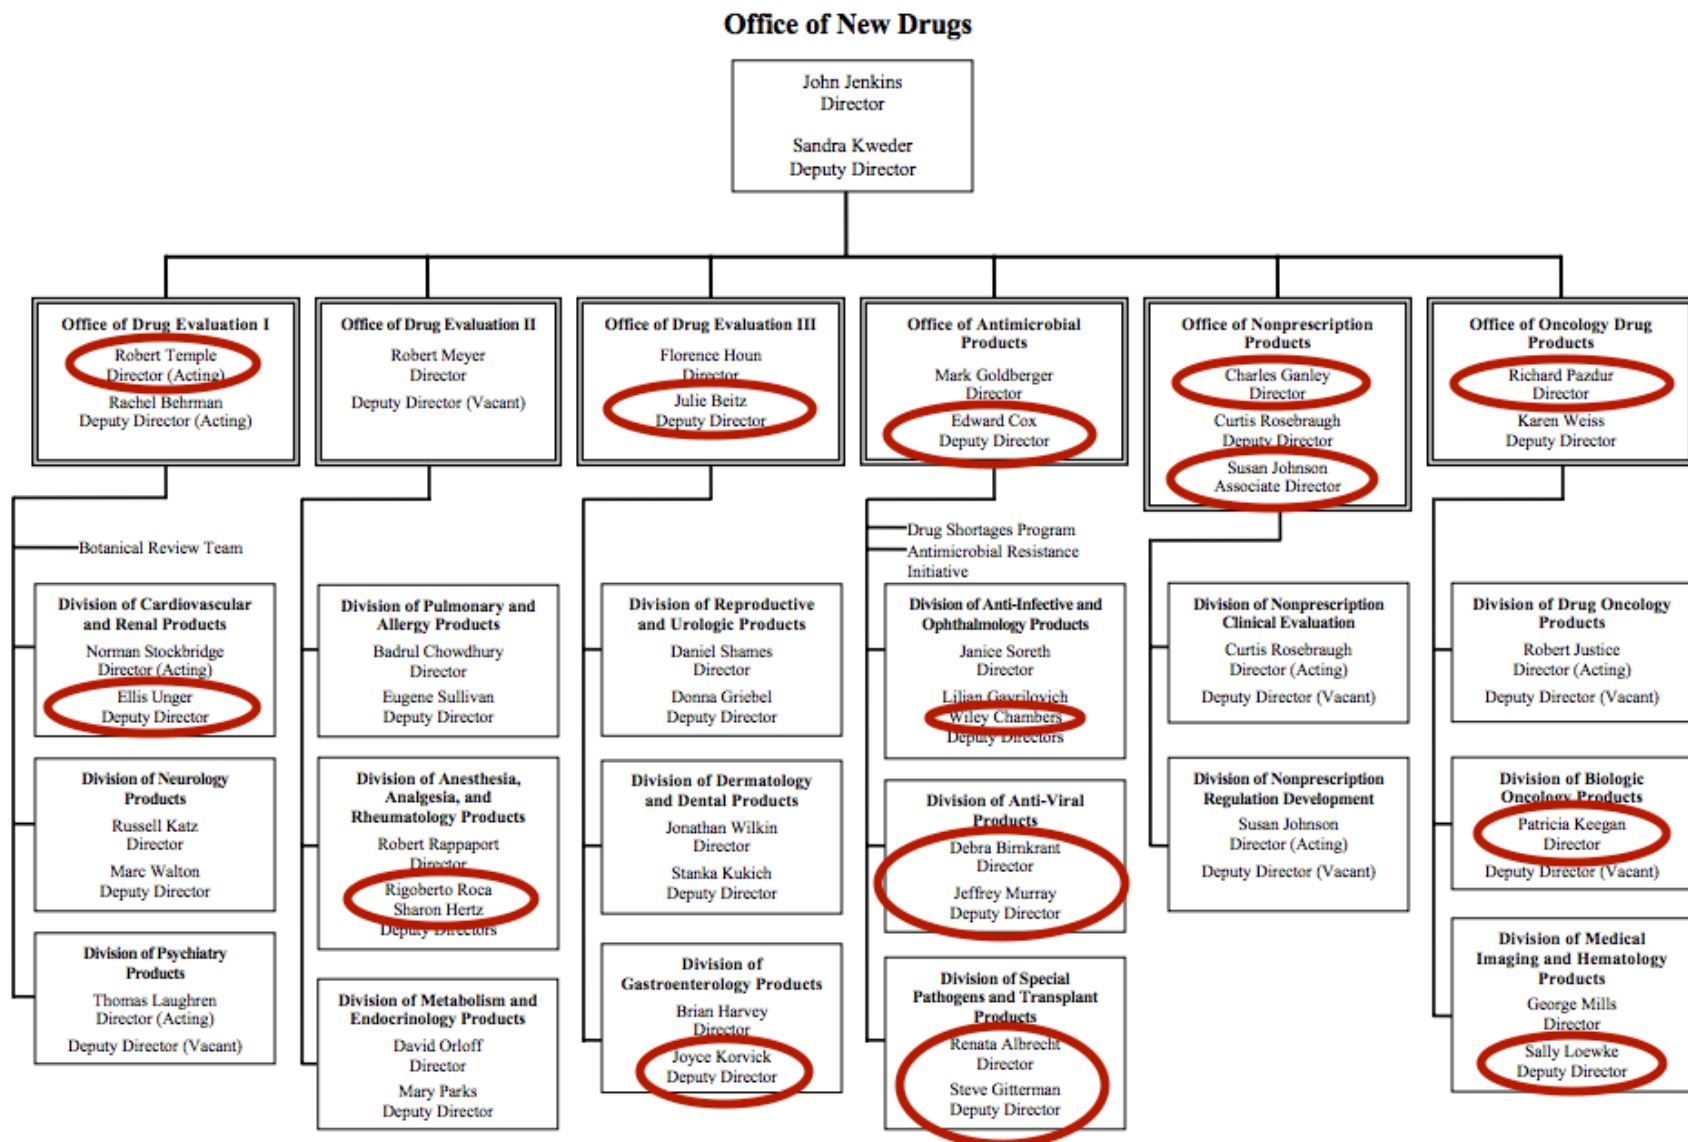 Office of New Drugs
John Jenkins
Director
Sandra Kweder
Deputy Director
Office of Drug Evaluation I
Robert Temple
Director (Acting)
Rachel Behrman
Deputy Director (Acting)
Office of Drug Evaluation II
Robert Meyer
Director
Deputy Director (Vacant)
Office of Drug Evaluation III
Florence Houn
Director
Julie Beitz
Deputy Director
Office of Antimicrobial
Products
Mark Goldberger
Director
Edward Cox
Deputy Director
Office of Nonprescription
Products
Charles Ganley
Director
Curtis Rosebraugh
Deputy Director
Susan Johnson
Associate Director
Office of Oncology Drug
Products
Richard Pazdur
Director
Karen Weiss
Deputy Director
Botanical Review Team
Division of Cardiovascular
and Renal Products
Norman Stockbridge
Director (Acting)
Ellis Unger
Deputy Director
Division of Neurology
Products
Russell Katz
Director
Marc Walton
Deputy Director
Division of Psychiatry
Products
Thomas Laughren
Director (Acting)
Deputy Director (Vacant)
Division of Pulmonary and
Allergy Products
Badrul Chowdhury
Director
Eugene Sullivan
Deputy Director
Division of Anesthesia,
Analgesia, and
Rheumatology Products
Robert Rappaport
Director
Rigoberto Roca
Sharon Hertz
Deputy Directors
Division of Metabolism and
Endocrinology Products
David Orloff
Director
Mary Parks
Deputy Director
Division of Reproductive
and Urologic Products
Daniel Shames
Director
Donna Griebel
Deputy Director
Division of Dermatology
and Dental Products
Jonathan Wilkin
Director
Stanka Kukich
Deputy Director
Division of
Gastroenterology Products
Brian Harvey
Director
Joyce Korvick
Deputy Director
Drug Shortages Program
Antimicrobial Resistance
Initiative
Division of Anti-Infective and
Ophthalmology Products
Janice Soreth
Director
Lilian Gavrilovich
Wiley Chambers
Deputy Directors
Division of Anti-Viral
Products
Debra Birnkrant
Director
Jeffrey Murray
Deputy Director
Division of Special
Pathogens and Transplant
Products
Renata Albrecht
Director
Steve Gitterman
Deputy Director
Division of Nonprescription
Clinical Evaluation
Curtis Rosebraugh
Director (Acting)
Deputy Director (Vacant)
Division of Nonprescription
Regulation Development
Susan Johnson
Director (Acting)
Deputy Director (Vacant)
Division of Drug Oncology
Products
Robert Justice
Director (Acting)
Deputy Director (Vacant)
Division of Biologic
Oncology Products
Patricia Keegan
Director
Deputy Director (Vacant)
Division of Medical
Imaging and Hematology
Products
George Mills
Director
Sally Loewke
Deputy Director